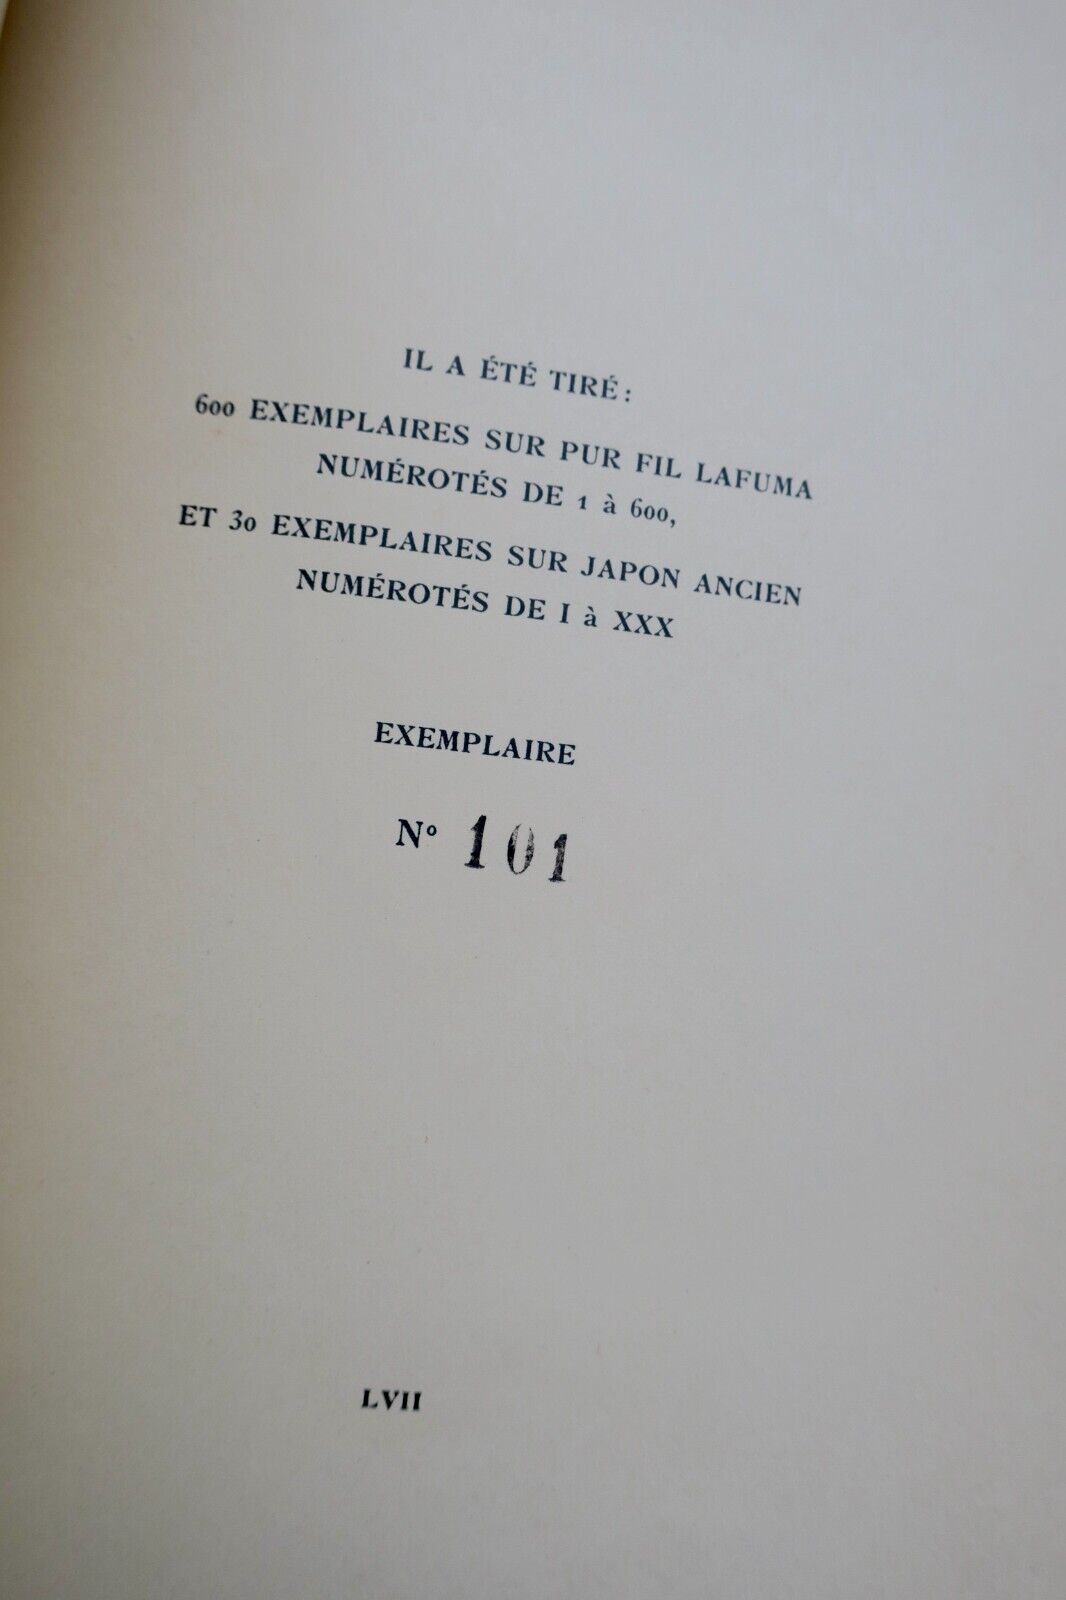 IL A ÉTÉ TIRÉ:
600 EXEMPLAIRES SUR PUR FIL LAFUMA
NUMÉROTÉS DE 1 à 600,
ET 30 EXEMPLAIRES SUR JAPON ANCIEN
NUMÉROTÉS DE I à XXX
EXEMPLAIRE
Nº 101
LVII